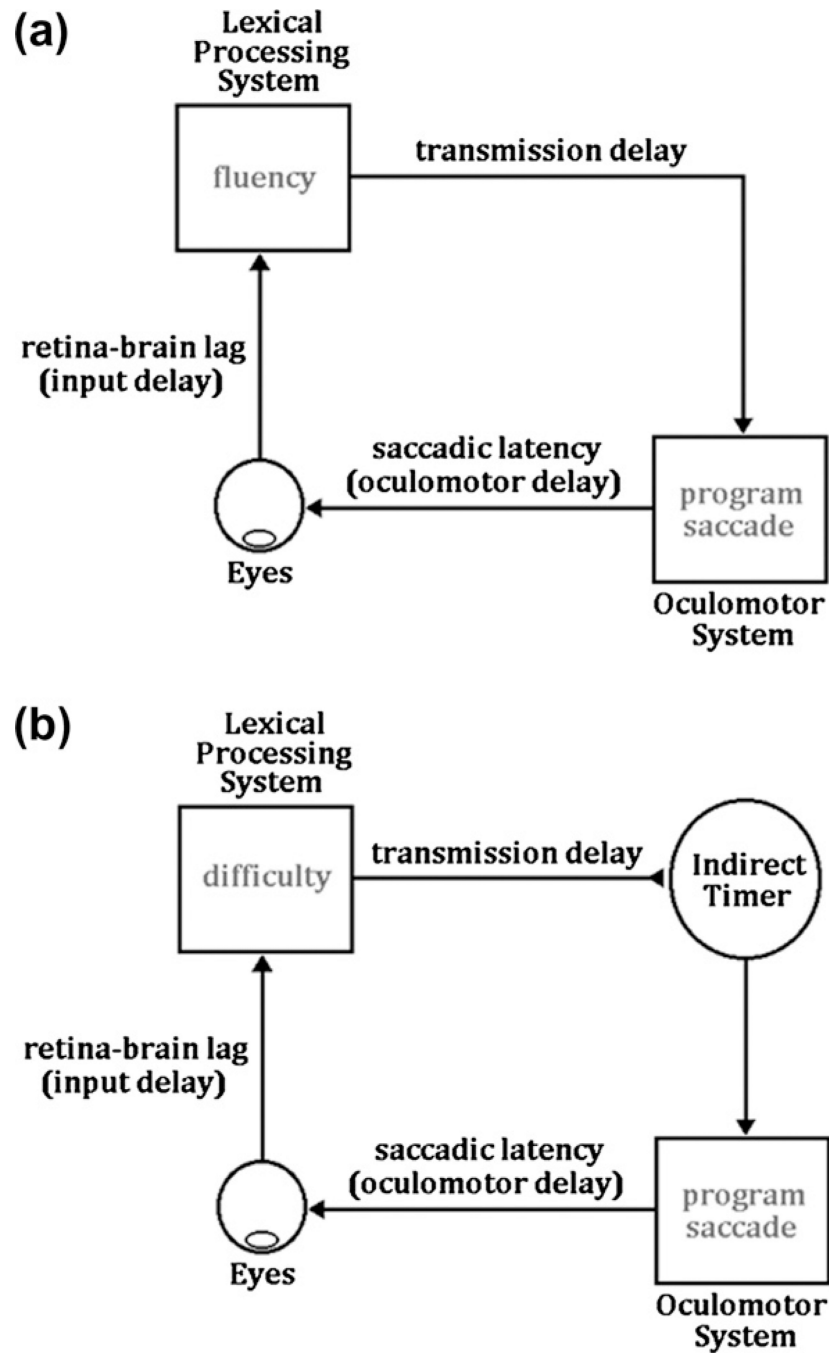 (a)
Lexical
Processing
System
fluency
transmission delay
retina-brain lag
(input delay)
saccadic latency
(oculomotor delay)
program
saccade
Eyes
Oculomotor
System
(b)
Lexical
Processing
System
difficulty
transmission delay
Indirect
Timer
retina-brain lag
(input delay)
saccadic latency
(oculomotor delay)
program
saccade
Eyes
Oculomotor
System